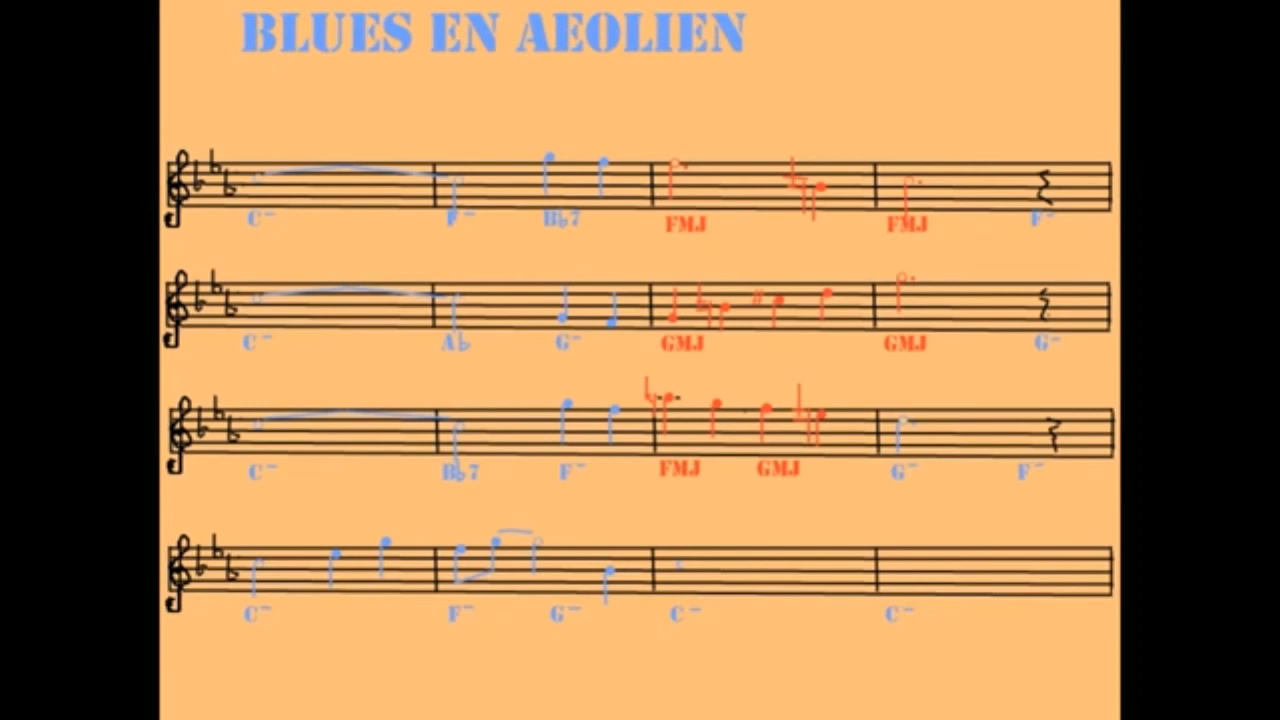 BLUES EN AEOLIEN
C- F- B♭7 FMJ FMJ F-
C- A♭ G- GMJ GMJ G-
C- B♭7 F- FMJ GMJ G- F-
C- F- G- C- C-